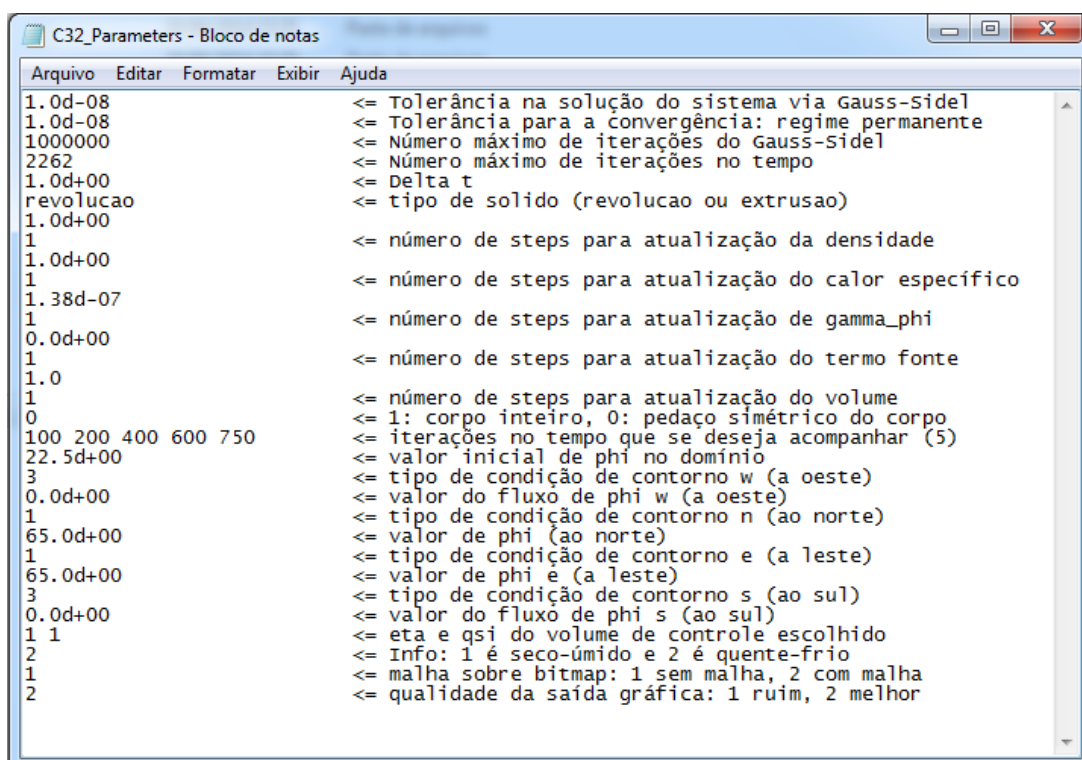 C32_Parameters - Bloco de notas
Arquivo Editar Formatar Exibir Ajuda
1.0d-08 <= Tolerância na solução do sistema via Gauss-Sidel
1.0d-08 <= Tolerância para a convergência: regime permanente
1000000 <= Número máximo de iterações do Gauss-Sidel
2262 <= Número máximo de iterações no tempo
1.0d+00 <= Delta t
revolucao <= tipo de solido (revolucao ou extrusao)
1.0d+00
1 <= número de steps para atualização da densidade
1.0d+00
1 <= número de steps para atualização do calor específico
1.38d-07
1 <= número de steps para atualização de gamma_phi
0.0d+00
1 <= número de steps para atualização do termo fonte
1.0
1 <= número de steps para atualização do volume
0 <= 1: corpo inteiro, 0: pedaço simétrico do corpo
100 200 400 600 750 <= iterações no tempo que se deseja acompanhar (5)
22.5d+00 <= valor inicial de phi no domínio
3 <= tipo de condição de contorno w (a oeste)
0.0d+00 <= valor do fluxo de phi w (a oeste)
1 <= tipo de condição de contorno n (ao norte)
65.0d+00 <= valor de phi (ao norte)
1 <= tipo de condição de contorno e (a leste)
65.0d+00 <= valor de phi e (a leste)
3 <= tipo de condição de contorno s (ao sul)
0.0d+00 <= valor do fluxo de phi s (ao sul)
1 1 <= eta e qsi do volume de controle escolhido
2 <= Info: 1 é seco-úmido e 2 é quente-frio
1 <= malha sobre bitmap: 1 sem malha, 2 com malha
2 <= qualidade da saída gráfica: 1 ruim, 2 melhor